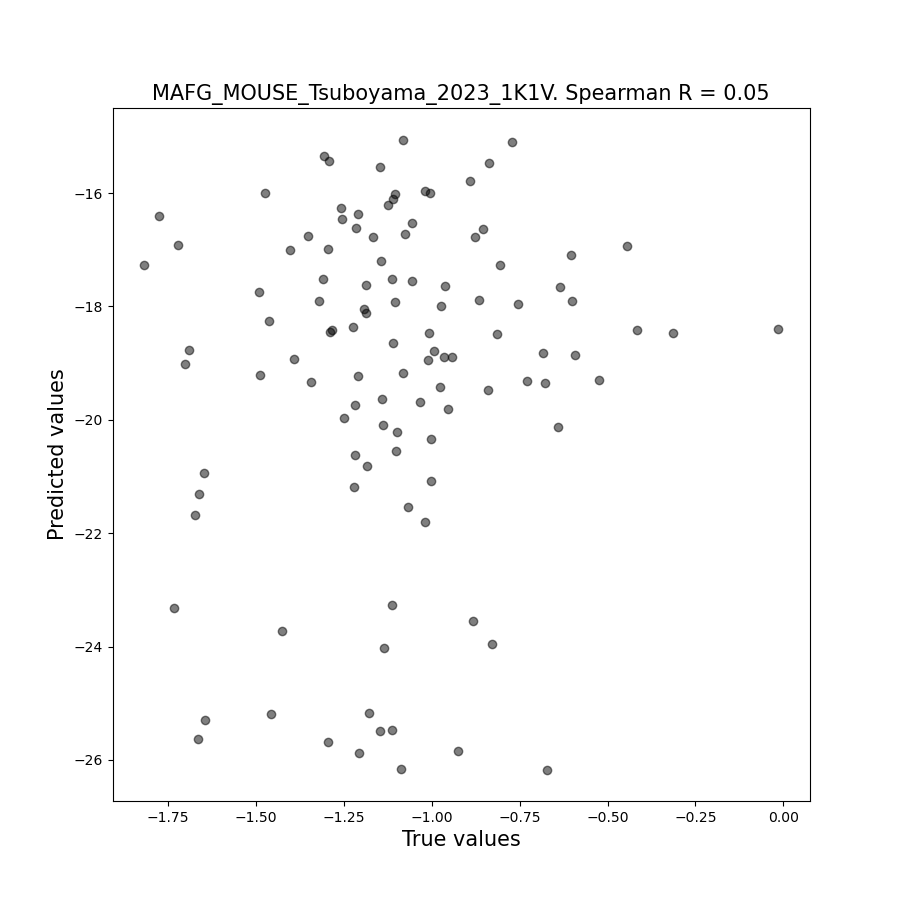 MAFG_MOUSE_Tsuboyama_2023_1K1V. Spearman R = 0.05
−16
−18
−20
−22
−24
−26
Predicted values
−1.75 −1.50 −1.25 −1.00 −0.75 −0.50 −0.25 0.00
True values